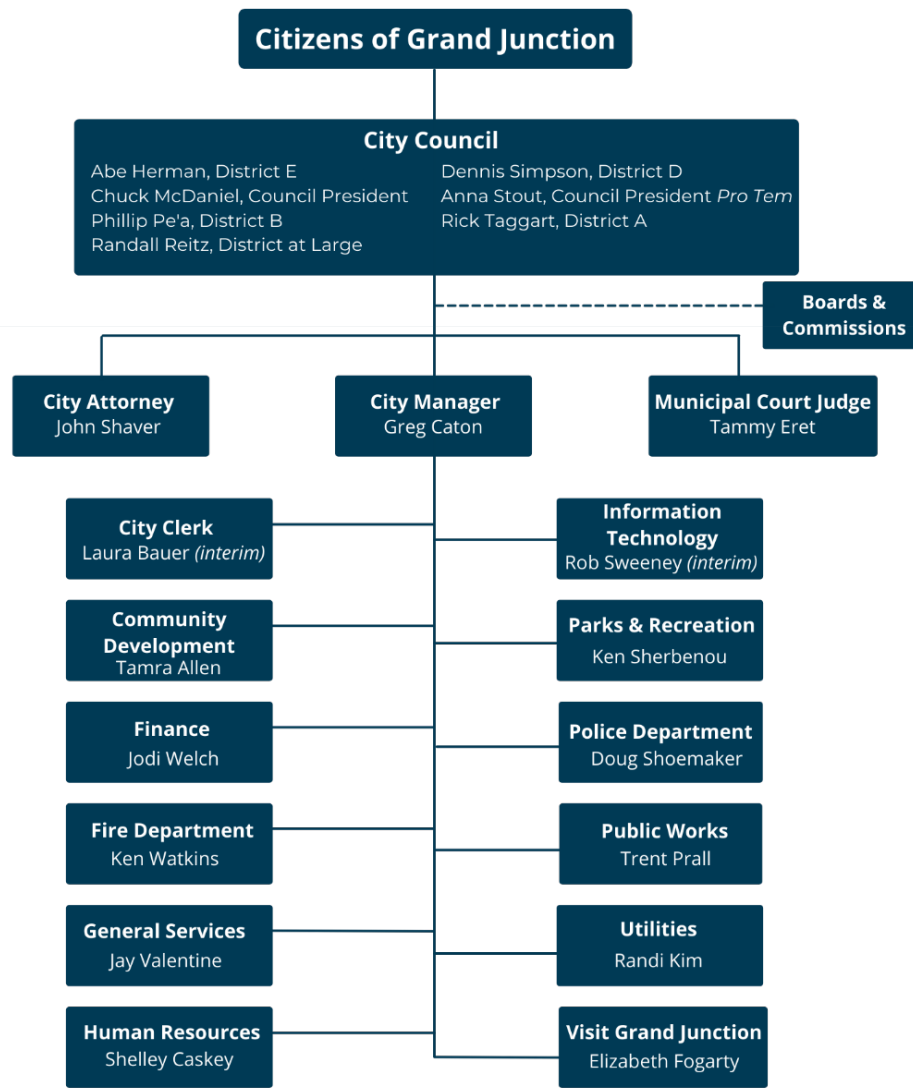 Citizens of Grand Junction
City Council
Abe Herman, District E
Chuck McDaniel, Council President
Phillip Pe'a, District B
Randall Reitz, District at Large
Dennis Simpson, District D
Anna Stout, Council President Pro Tem
Rick Taggart, District A
Boards &
Commissions
City Attorney
John Shaver
City Manager
Greg Caton
Municipal Court Judge
Tammy Eret
City Clerk
Laura Bauer (interim)
Information
Technology
Rob Sweeney (interim)
Community
Development
Tamra Allen
Parks & Recreation
Ken Sherbenou
Finance
Jodi Welch
Police Department
Doug Shoemaker
Fire Department
Ken Watkins
Public Works
Trent Prall
General Services
Jay Valentine
Utilities
Randi Kim
Human Resources
Shelley Caskey
Visit Grand Junction
Elizabeth Fogarty